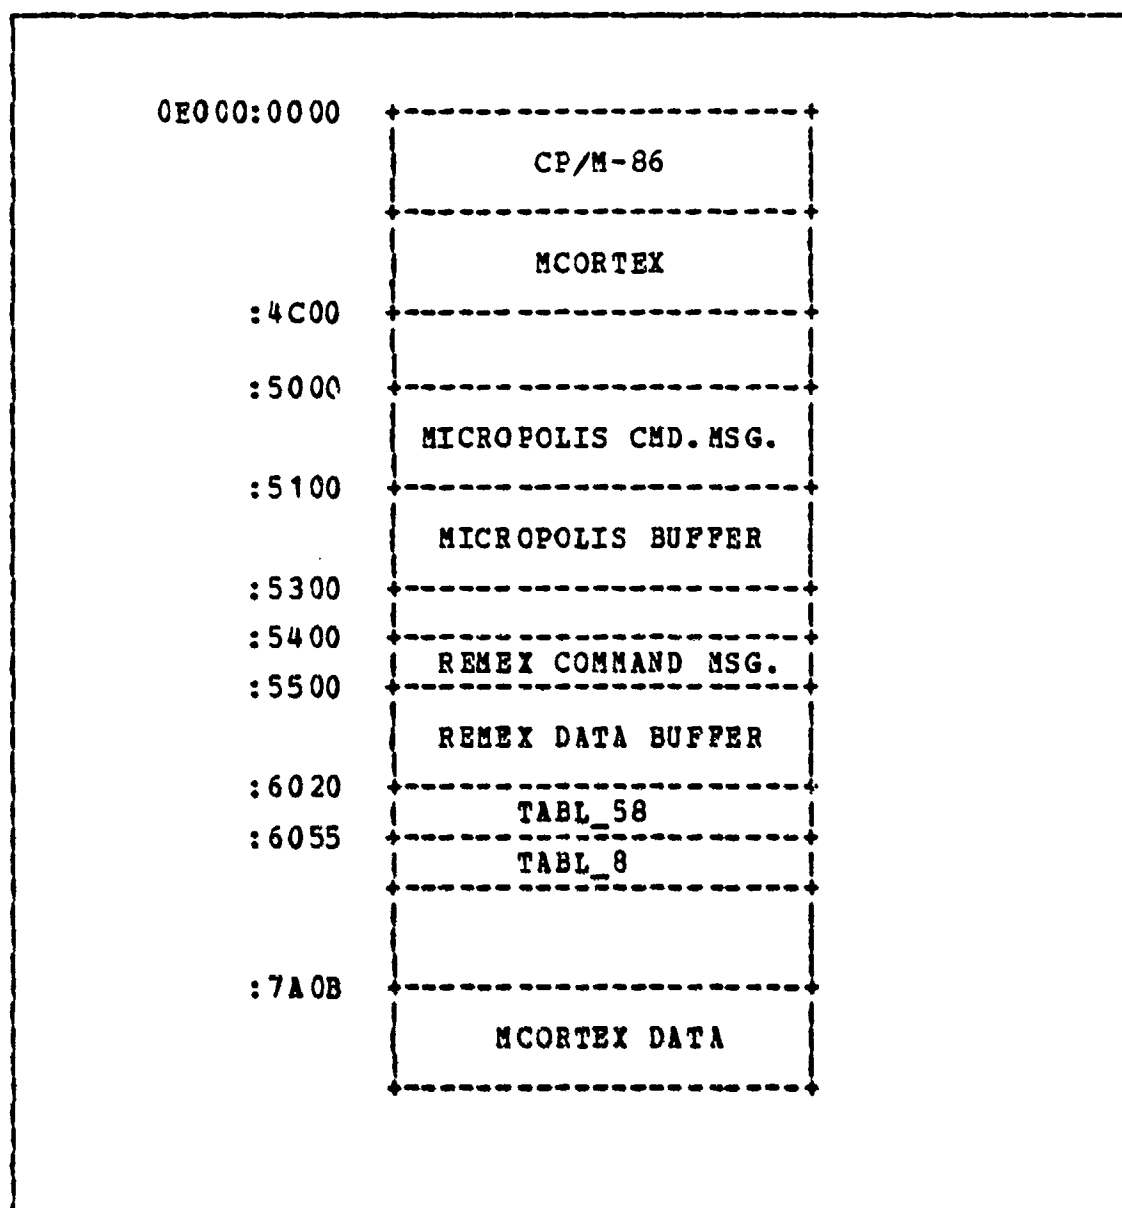 0E000:0000
CP/M-86
MCORTEX
:4C00
:5000
MICROPOLIS CMD.MSG.
:5100
MICROPOLIS BUFFER
:5300
:5400
REMEX COMMAND MSG.
:5500
REMEX DATA BUFFER
:6020
TABL_58
:6055
TABL_8
:7A0B
MCORTEX DATA